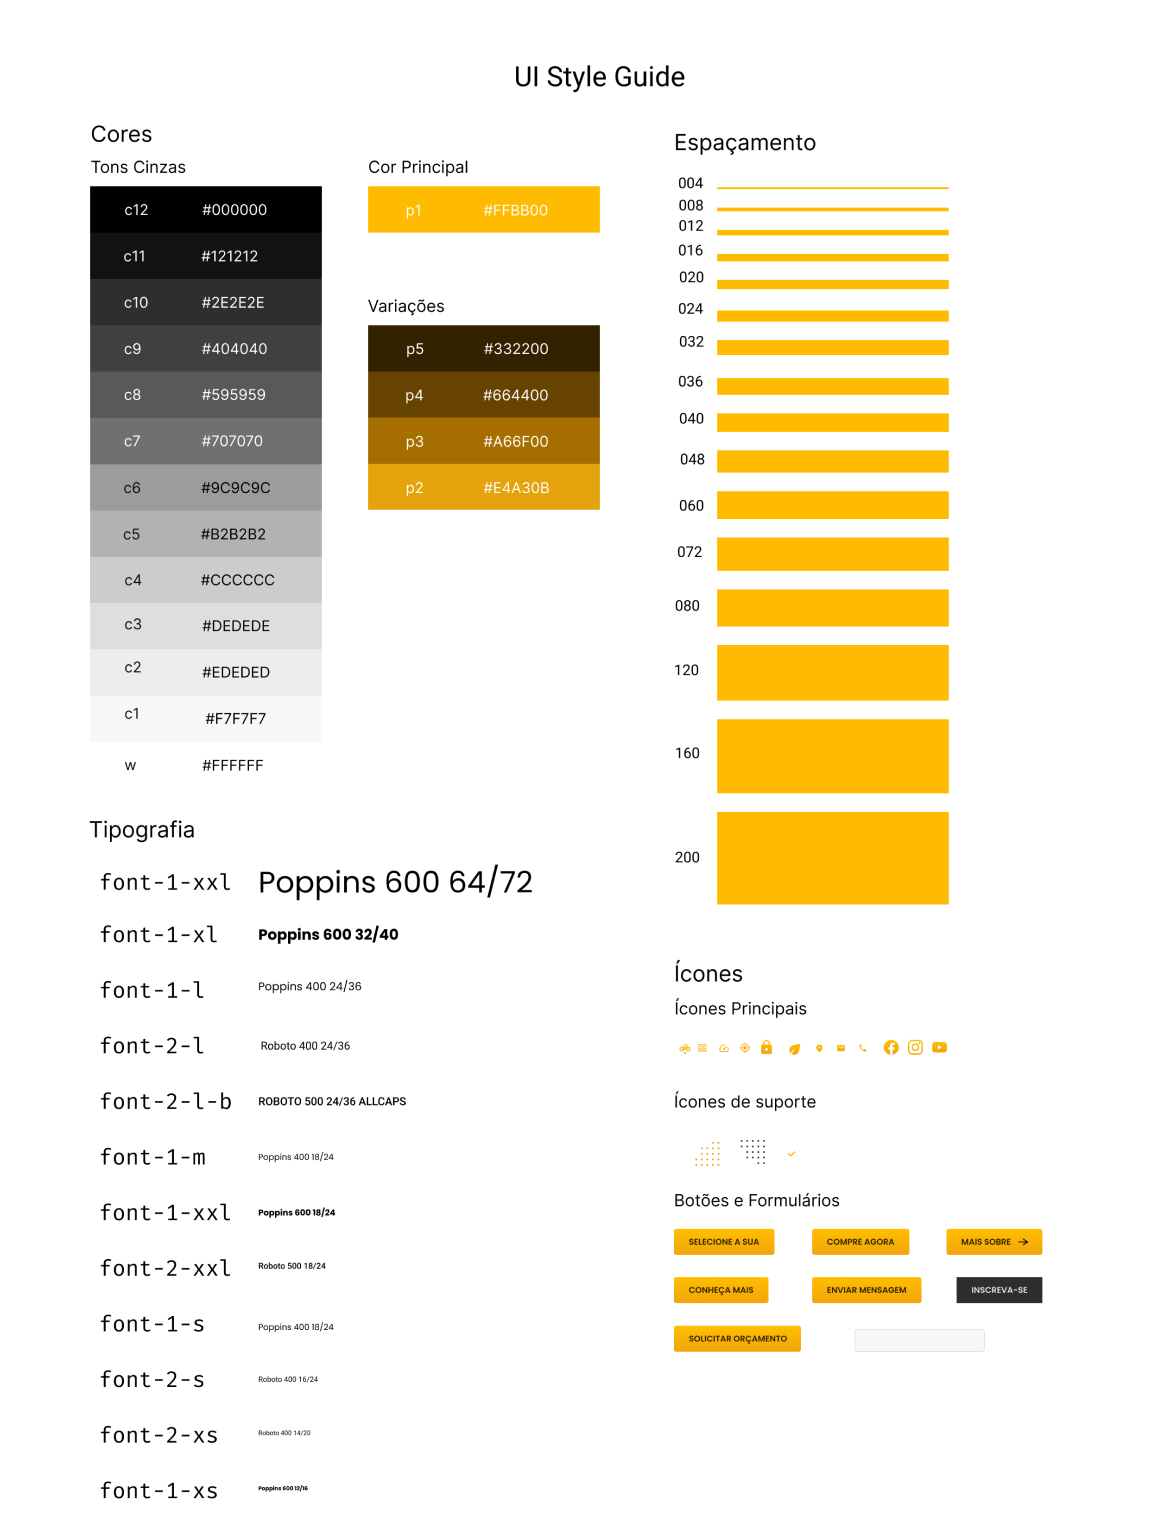 UI Style Guide
Cores
Tons Cinzas
c12 #000000
c11 #121212
c10 #2E2E2E
c9 #404040
c8 #595959
c7 #707070
c6 #9C9C9C
c5 #B2B2B2
c4 #CCCCCC
c3 #DEDEDE
c2 #EDEDED
c1 #F7F7F7
w #FFFFFF
Cor Principal
p1 #FFBB00
Variações
p5 #332200
p4 #664400
p3 #A66F00
p2 #E4A30B
Tipografia
font-1-xxl Poppins 600 64/72
font-1-xl Poppins 600 32/40
font-1-l Poppins 400 24/36
font-2-l Roboto 400 24/36
font-2-l-b ROBOTO 500 24/36 ALLCAPS
font-1-m Poppins 400 18/24
font-1-xxl Poppins 600 18/24
font-2-xxl Roboto 500 18/24
font-1-s Poppins 400 18/24
font-2-s Roboto 400 16/24
font-2-xs Roboto 400 14/20
font-1-xs Poppins 600 12/16
Espaçamento
004
008
012
016
020
024
032
036
040
048
060
072
080
120
160
200
Ícones
Ícones Principais
Ícones de suporte
Botões e Formulários
SELECIONE A SUA
COMPRE AGORA
MAIS SOBRE
CONHEÇA MAIS
ENVIAR MENSAGEM
INSCREVA-SE
SOLICITAR ORÇAMENTO